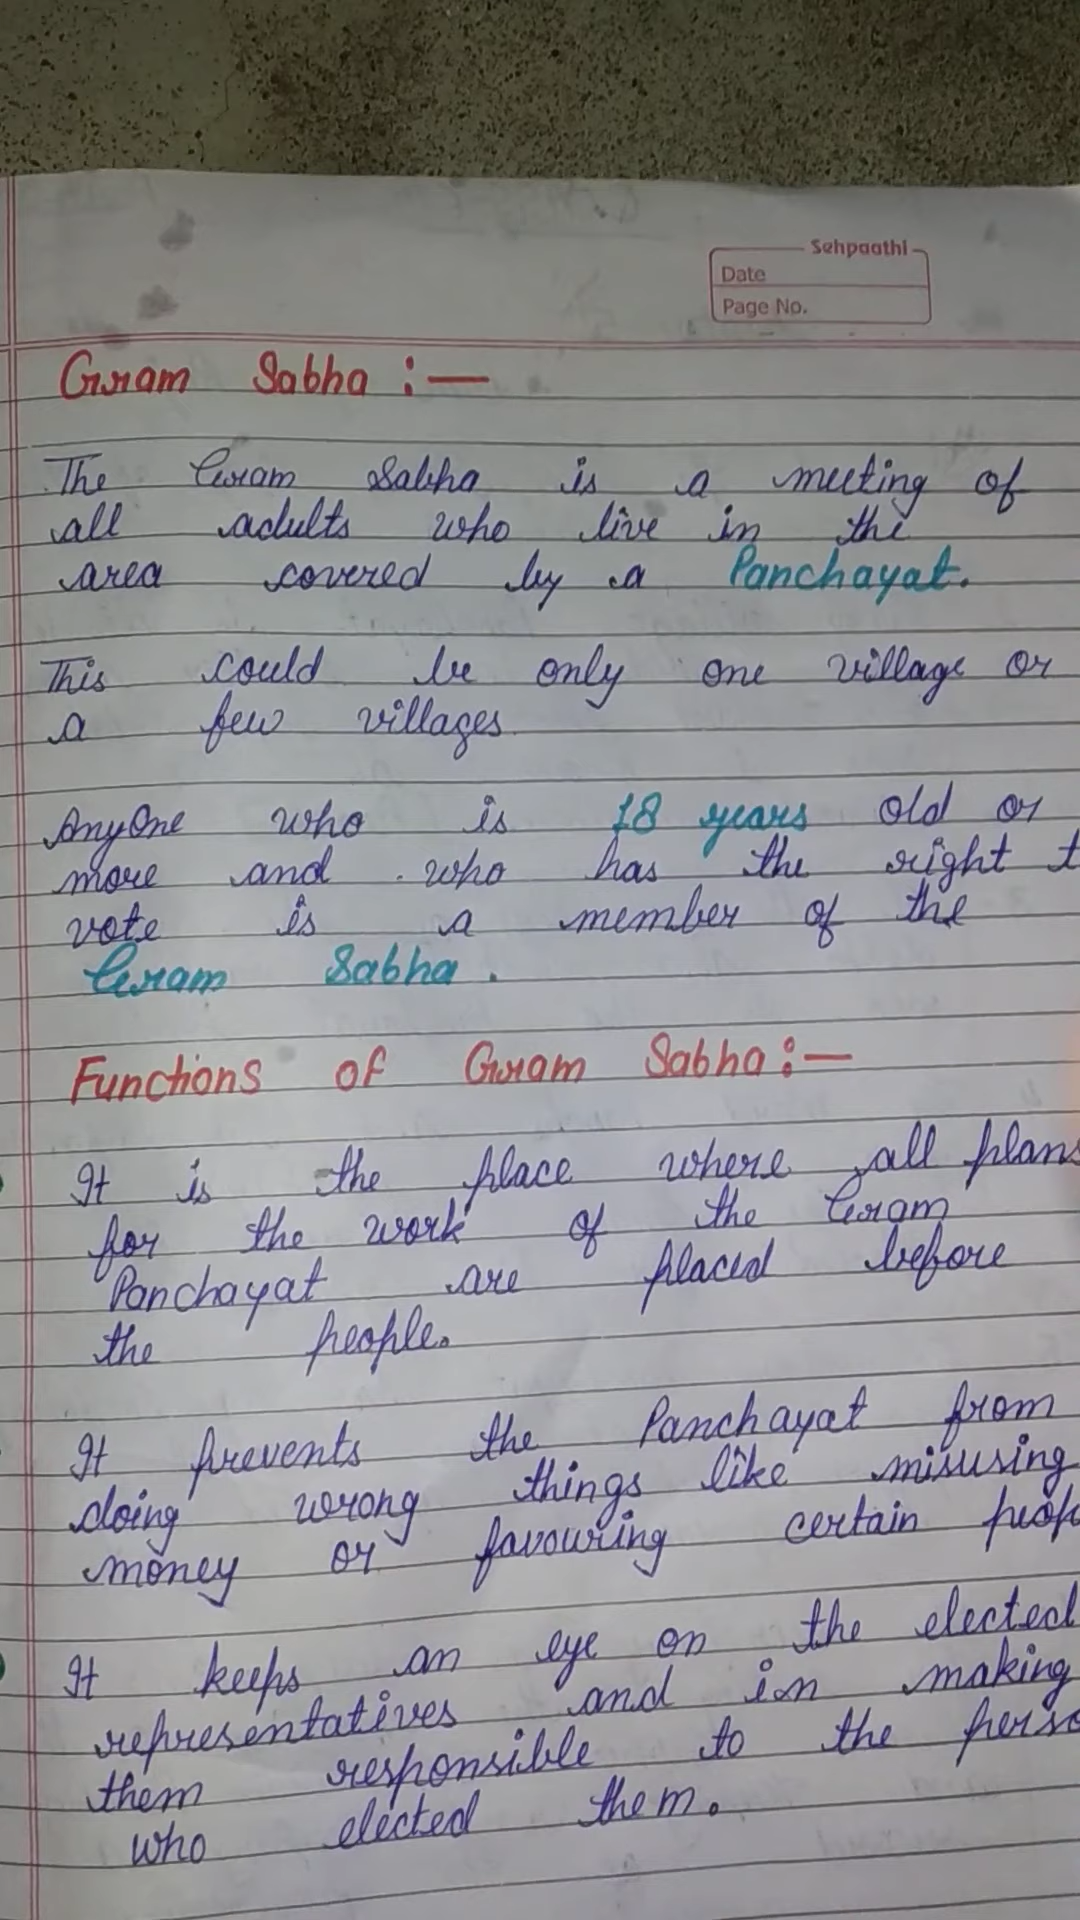 Sehpaathi
Date
Page No.
Gram Sabha :—
The Gram Sabha is a meeting of
all adults who live in the
area covered by a Panchayat.
This could be only one village or
a few villages
AnyOne who is 18 years old or
more and who has the right t
vote is a member of the
Gram Sabha.
Functions of Gram Sabha :—
It is the place where all plans
for the work of the Gram
Panchayat are placed before
the people.
It prevents the Panchayat from
doing wrong things like misusing
money or favouring certain peop
It keeps an eye on the elected
representatives and in making
them responsible to the perso
who elected them.